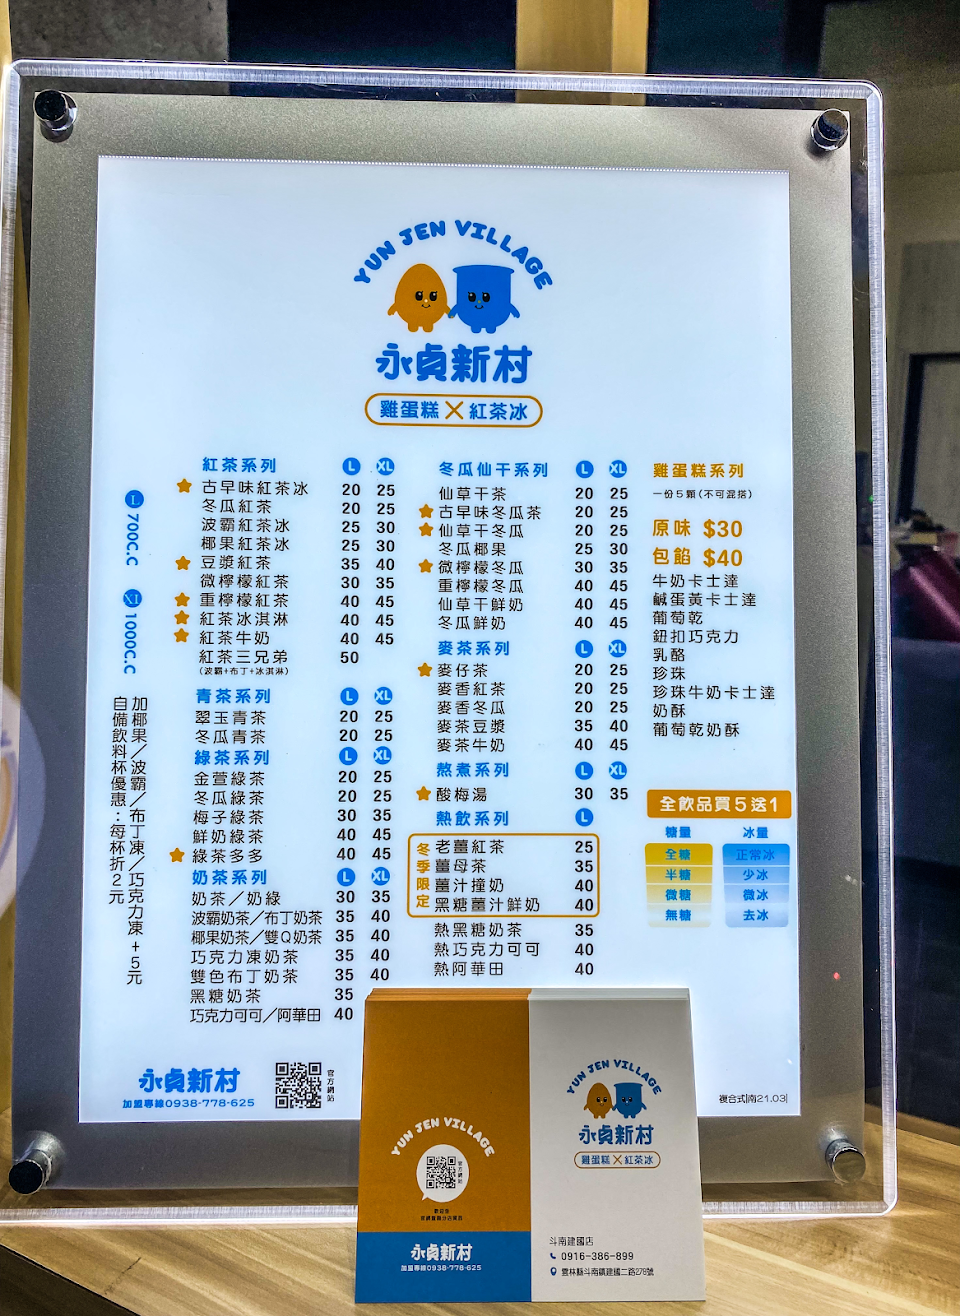 YUN JEN VILLAGE
永貞新村
雞蛋糕×紅茶冰
L 700C.C
XL 1000C.C
加椰果／波霸／布丁凍／巧克力凍+5元
自備飲料杯優惠：每杯折2元
紅茶系列 L XL
古早味紅茶冰 20 25
冬瓜紅茶 20 25
波霸紅茶冰 25 30
椰果紅茶冰 25 30
豆漿紅茶 35 40
微檸檬紅茶 30 35
重檸檬紅茶 40 45
紅茶冰淇淋 40 45
紅茶牛奶 40 45
紅茶三兄弟 50
(波霸+布丁+冰淇淋)
青茶系列 L XL
翠玉青茶 20 25
冬瓜青茶 20 25
綠茶系列 L XL
金萱綠茶 20 25
冬瓜綠茶 20 25
梅子綠茶 30 35
鮮奶綠茶 40 45
綠茶多多 40 45
奶茶系列 L XL
奶茶／奶綠 30 35
波霸奶茶／布丁奶茶 35 40
椰果奶茶／雙Q奶茶 35 40
巧克力凍奶茶 35 40
雙色布丁奶茶 35 40
黑糖奶茶 35
巧克力可可／阿華田 40
冬瓜仙干系列 L XL
仙草干茶 20 25
古早味冬瓜茶 20 25
仙草干冬瓜 20 25
冬瓜椰果 25 30
微檸檬冬瓜 30 35
重檸檬冬瓜 40 45
仙草干鮮奶 40 45
冬瓜鮮奶 40 45
麥茶系列 L XL
麥仔茶 20 25
麥香紅茶 20 25
麥香冬瓜 20 25
麥茶豆漿 35 40
麥茶牛奶 40 45
熬煮系列 L XL
酸梅湯 30 35
熱飲系列 L
冬季限定
老薑紅茶 25
薑母茶 35
薑汁撞奶 40
黑糖薑汁鮮奶 40
熱黑糖奶茶 35
熱巧克力可可 40
熱阿華田 40
雞蛋糕系列
一份5顆(不可混搭)
原味 $30
包餡 $40
牛奶卡士達
鹹蛋黃卡士達
葡萄乾
鈕扣巧克力
乳酪
珍珠
珍珠牛奶卡士達
奶酥
葡萄乾奶酥
全飲品買5送1
糖量 冰量
全糖 正常冰
半糖 少冰
微糖 微冰
無糖 去冰
永貞新村
加盟專線0938-778-625
官方網站
複合式|南21.03|
YUN JEN VILLAGE
官方網站
歡迎您
永貞新村
加盟專線0938-778-625
YUN JEN VILLAGE
永貞新村
雞蛋糕×紅茶冰
斗南建國店
0916-386-899
雲林縣斗南鎮建國二路278號